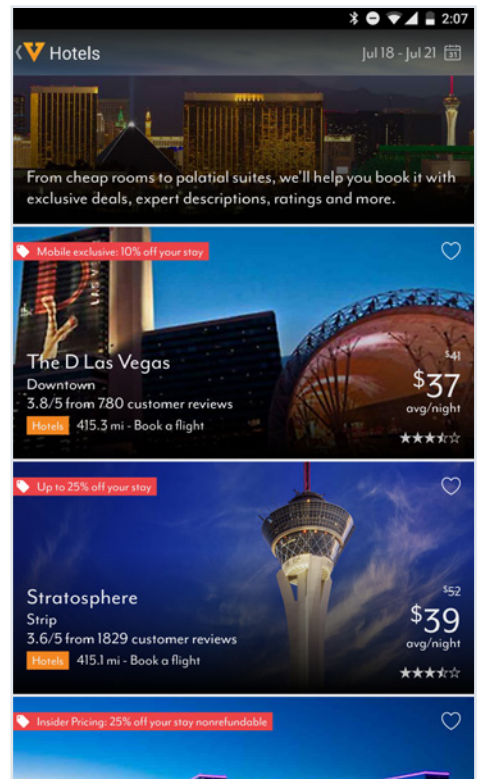 2:07
Hotels
Jul 18 - Jul 21
31
From cheap rooms to palatial suites, we'll help you book it with
exclusive deals, expert descriptions, ratings and more.
Mobile exclusive: 10% off your stay
The D Las Vegas
Downtown
3.8/5 from 780 customer reviews
Hotels 415.3 mi - Book a flight
$41
$37
avg/night
Up to 25% off your stay
Stratosphere
Strip
3.6/5 from 1829 customer reviews
Hotels 415.1 mi - Book a flight
$52
$39
avg/night
Insider Pricing: 25% off your stay nonrefundable